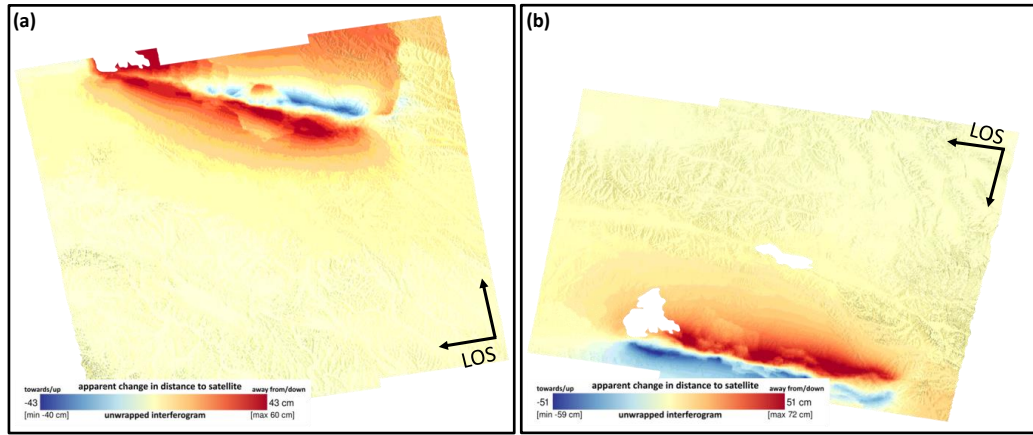 (a)
LOS
towards/up apparent change in distance to satellite away from/down
-43 43 cm
[min -40 cm] unwrapped interferogram [max 60 cm]
(b)
LOS
towards/up apparent change in distance to satellite away from/down
-51 51 cm
[min -59 cm] unwrapped interferogram [max 72 cm]